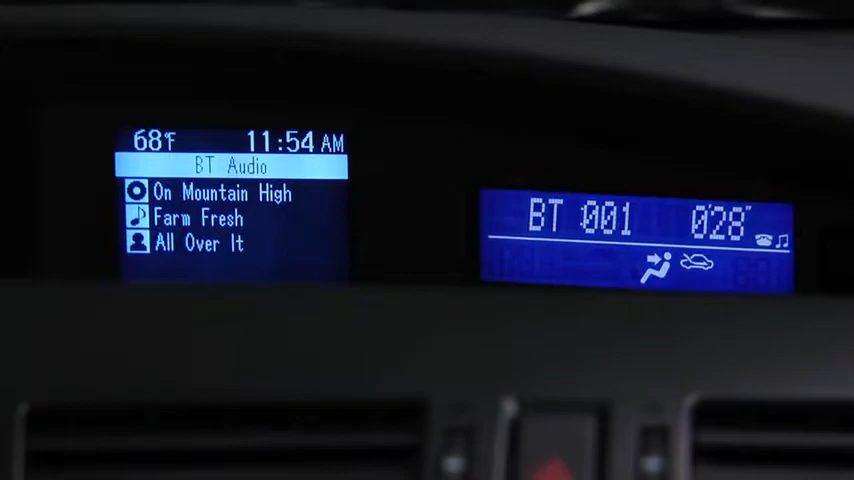 68°F 11:54 AM
BT Audio
On Mountain High
Farm Fresh
All Over It
BT 001 0'28"